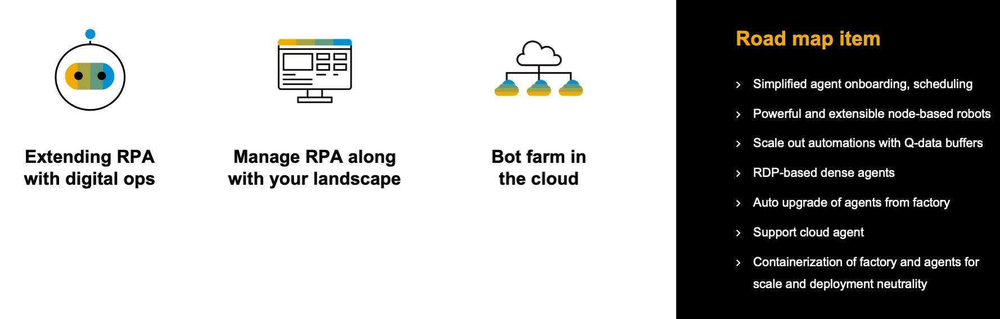 Extending RPA
with digital ops
Manage RPA along
with your landscape
Bot farm in
the cloud
Road map item
Simplified agent onboarding, scheduling
Powerful and extensible node-based robots
Scale out automations with Q-data buffers
RDP-based dense agents
Auto upgrade of agents from factory
Support cloud agent
Containerization of factory and agents for
scale and deployment neutrality